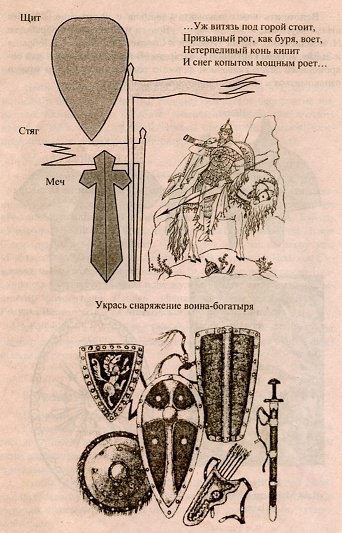 Щит
…Уж витязь под горой стоит,
Призывный рог, как буря, воет,
Нетерпеливый конь кипит
И снег копытом мощным роет…
Стяг
Меч
Укрась снаряжение воина-богатыря